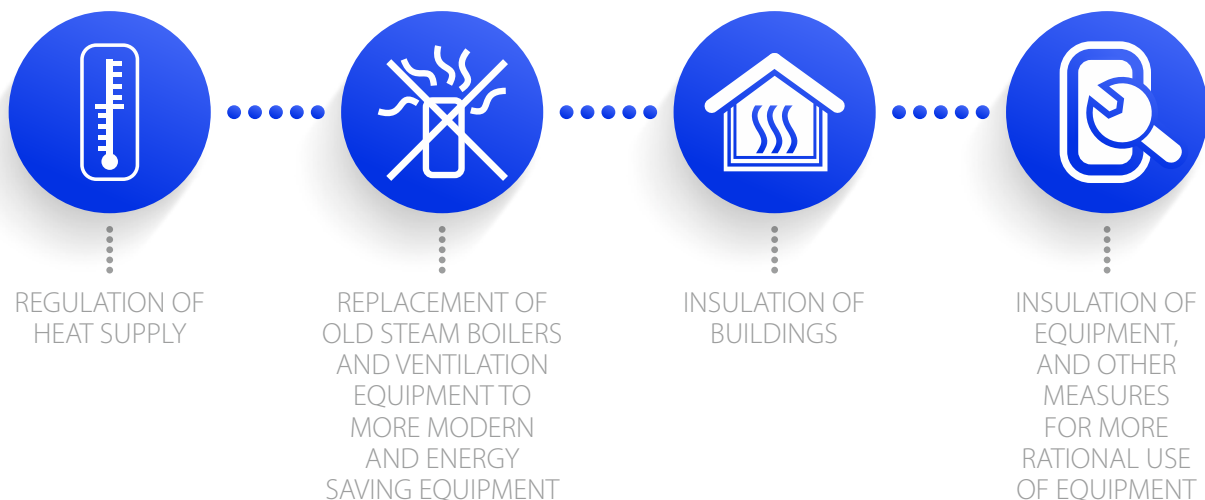 REGULATION OF
HEAT SUPPLY
REPLACEMENT OF
OLD STEAM BOILERS
AND VENTILATION
EQUIPMENT TO
MORE MODERN
AND ENERGY
SAVING EQUIPMENT
INSULATION OF
BUILDINGS
INSULATION OF
EQUIPMENT,
AND OTHER
MEASURES
FOR MORE
RATIONAL USE
OF EQUIPMENT